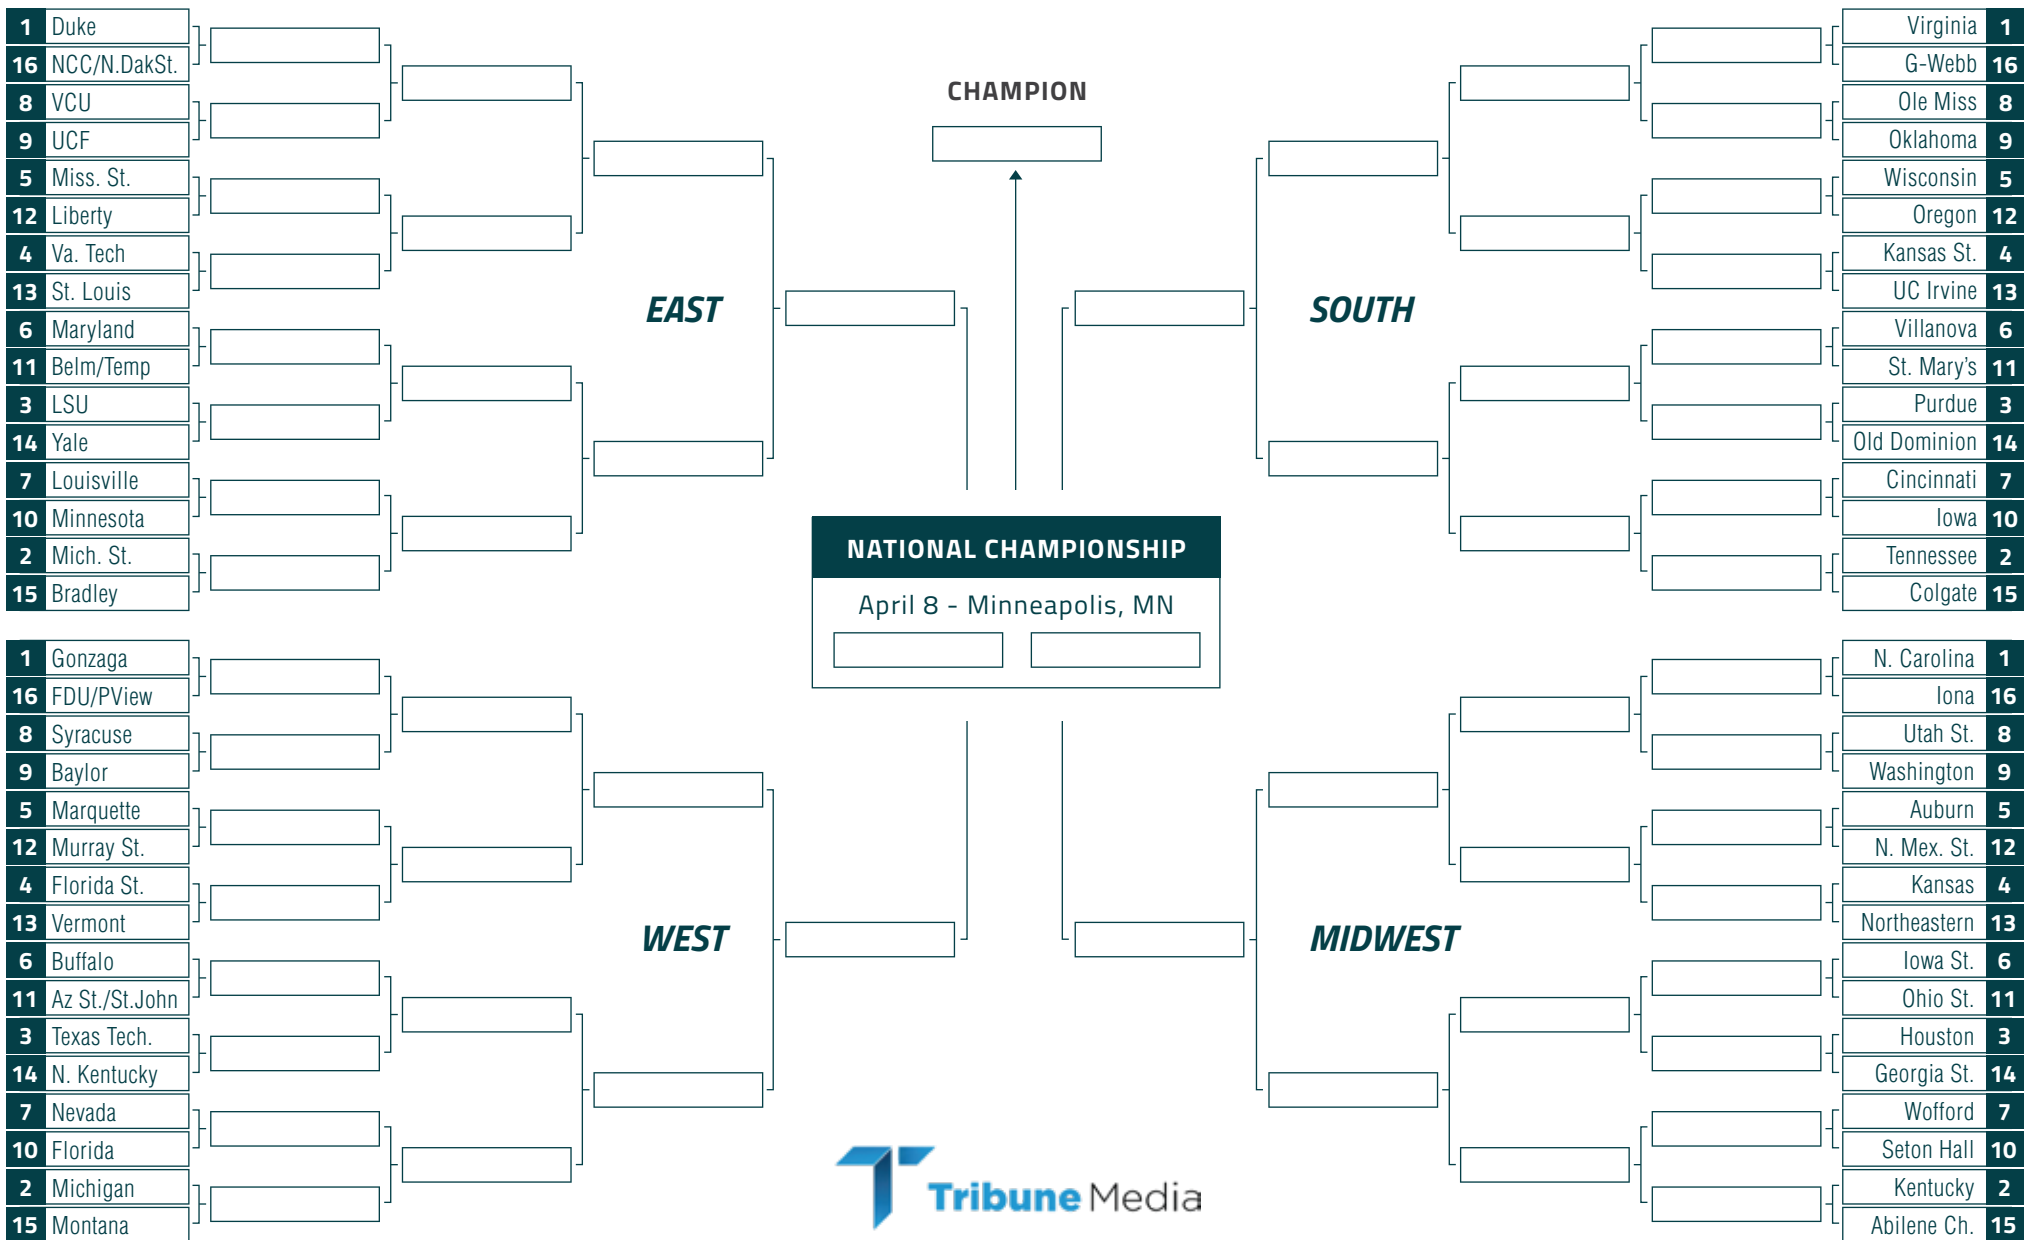 1 Duke
16 NCC/N.DakSt.
8 VCU
9 UCF
5 Miss. St.
12 Liberty
4 Va. Tech
13 St. Louis
6 Maryland
11 Belm/Temp
3 LSU
14 Yale
7 Louisville
10 Minnesota
2 Mich. St.
15 Bradley
EAST
1 Gonzaga
16 FDU/PView
8 Syracuse
9 Baylor
5 Marquette
12 Murray St.
4 Florida St.
13 Vermont
6 Buffalo
11 Az St./St.John
3 Texas Tech.
14 N. Kentucky
7 Nevada
10 Florida
2 Michigan
15 Montana
WEST
CHAMPION
NATIONAL CHAMPIONSHIP
April 8 - Minneapolis, MN
Tribune Media
SOUTH
Virginia 1
G-Webb 16
Ole Miss 8
Oklahoma 9
Wisconsin 5
Oregon 12
Kansas St. 4
UC Irvine 13
Villanova 6
St. Mary's 11
Purdue 3
Old Dominion 14
Cincinnati 7
Iowa 10
Tennessee 2
Colgate 15
MIDWEST
N. Carolina 1
Iona 16
Utah St. 8
Washington 9
Auburn 5
N. Mex. St. 12
Kansas 4
Northeastern 13
Iowa St. 6
Ohio St. 11
Houston 3
Georgia St. 14
Wofford 7
Seton Hall 10
Kentucky 2
Abilene Ch. 15